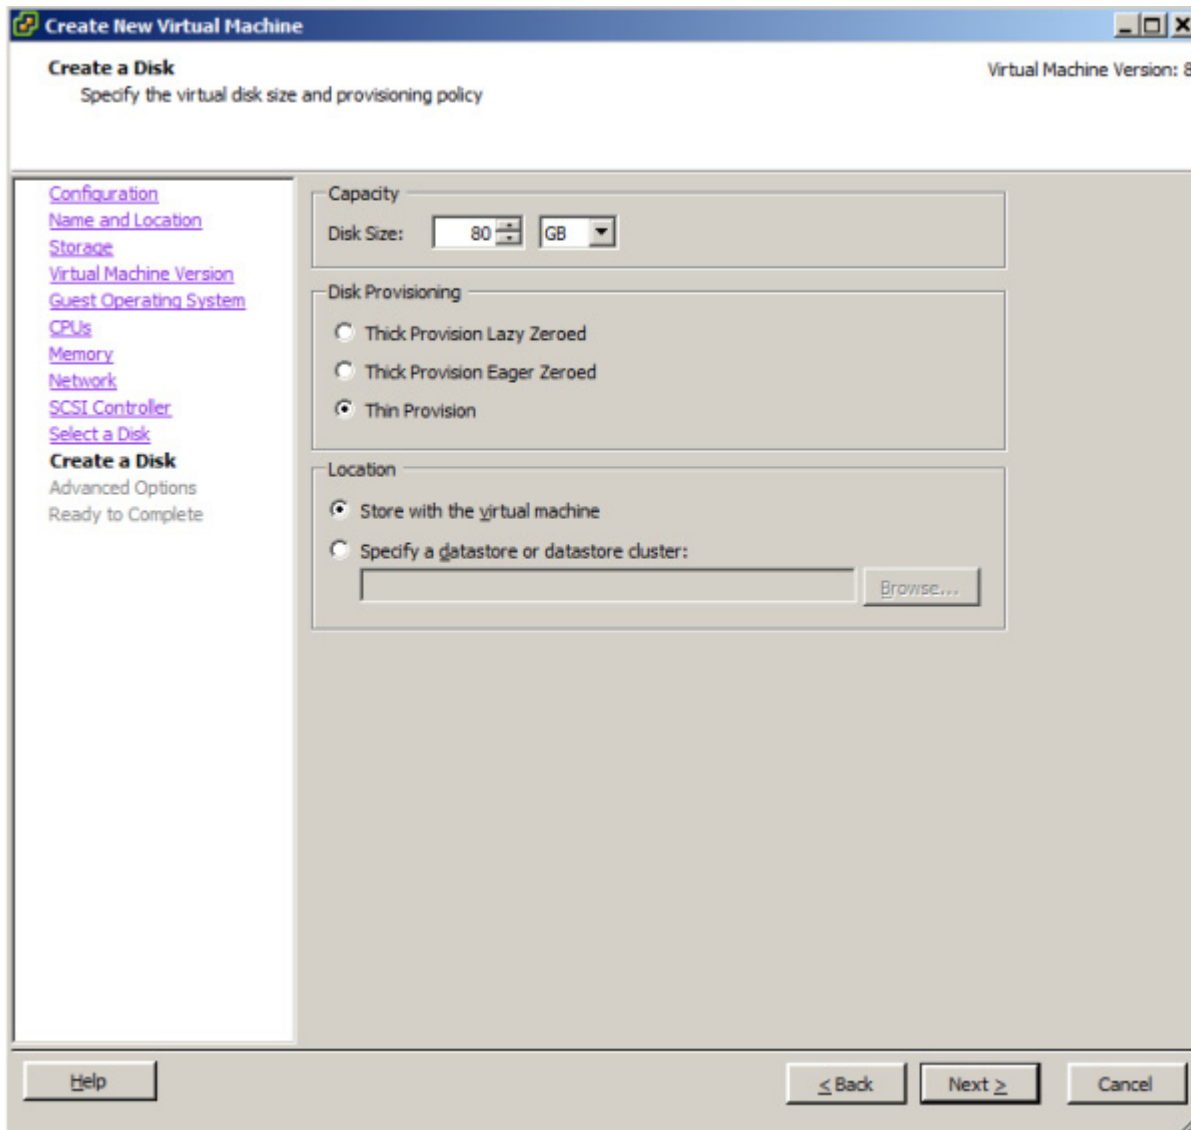 Create New Virtual Machine
Create a Disk
Virtual Machine Version: 8
Specify the virtual disk size and provisioning policy
Configuration
Name and Location
Storage
Virtual Machine Version
Guest Operating System
CPUs
Memory
Network
SCSI Controller
Select a Disk
Create a Disk
Advanced Options
Ready to Complete
Capacity
Disk Size: 80 GB
Disk Provisioning
Thick Provision Lazy Zeroed
Thick Provision Eager Zeroed
Thin Provision
Location
Store with the virtual machine
Specify a datastore or datastore cluster:
Browse...
Help
< Back
Next >
Cancel